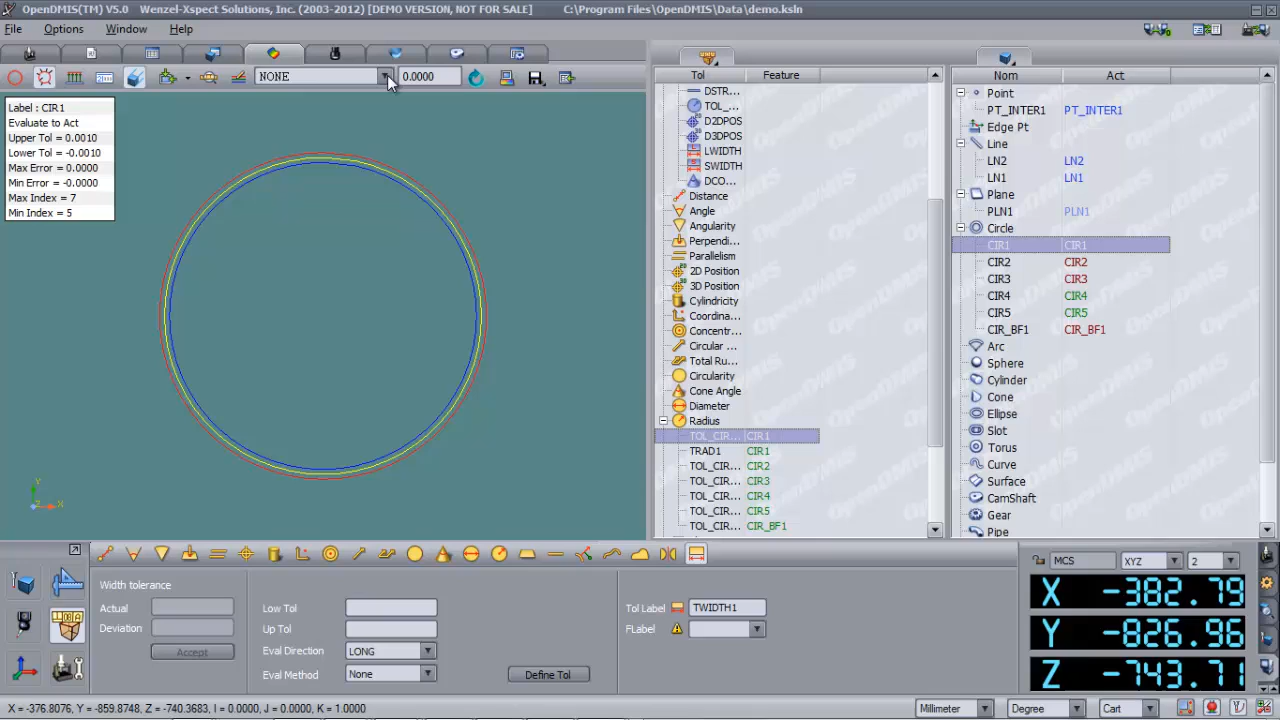 OpenDMIS(TM) V5.0 Wenzel-Xspect Solutions, Inc. (2003-2012) [DEMO VERSION, NOT FOR SALE] C:\Program Files\OpenDMIS\Data\demo.ksln
File Options Window Help
NONE 0.0000
Label : CIR1
Evaluate to Act
Upper Tol = 0.0010
Lower Tol = -0.0010
Max Error = 0.0000
Min Error = -0.0000
Max Index = 7
Min Index = 5
Y
Z X
Tol Feature
DSTR...
TOL_...
D2DPOS
D3DPOS
LWIDTH
SWIDTH
DCO...
Distance
Angle
Angularity
Perpendi...
Parallelism
2D Position
3D Position
Cylindricity
Coordina...
Concentr...
Circular ...
Total Ru...
Circularity
Cone Angle
Diameter
Radius
TOL_CIR... CIR1
TRAD1 CIR1
TOL_CIR... CIR2
TOL_CIR... CIR3
TOL_CIR... CIR4
TOL_CIR... CIR5
TOL_CIR... CIR_BF1
Nom Act
Point
PT_INTER1 PT_INTER1
Edge Pt
Line
LN2 LN2
LN1 LN1
Plane
PLN1 PLN1
Circle
CIR1 CIR1
CIR2 CIR2
CIR3 CIR3
CIR4 CIR4
CIR5 CIR5
CIR_BF1 CIR_BF1
Arc
Sphere
Cylinder
Cone
Ellipse
Slot
Torus
Curve
Surface
CamShaft
Gear
Pipe
Width tolerance
Actual
Deviation
Accept
Low Tol
Up Tol
Eval Direction LONG
Eval Method None
Define Tol
Tol Label TWIDTH1
FLabel
MCS XYZ 2
X -382.79
Y -826.96
Z -743.71
X = -376.8076, Y = -859.8748, Z = -740.3683, I = 0.0000, J = 0.0000, K = 1.0000
Millimeter Degree Cart